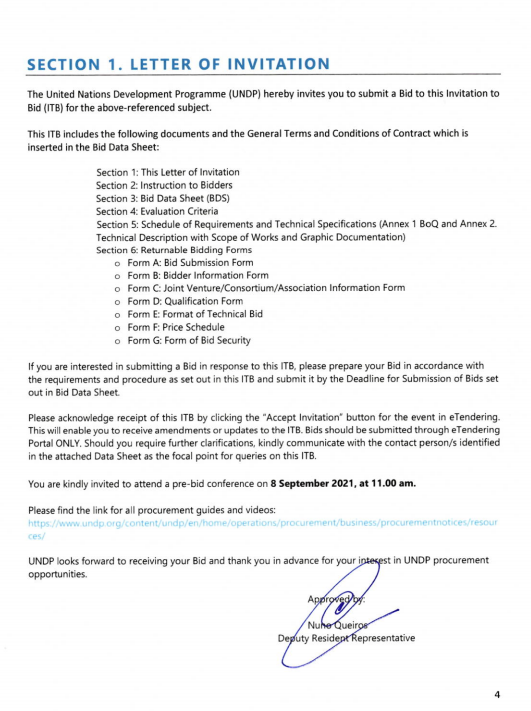 SECTION 1. LETTER OF INVITATION
The United Nations Development Programme (UNDP) hereby invites you to submit a Bid to this Invitation to
Bid (ITB) for the above-referenced subject.
This ITB includes the following documents and the General Terms and Conditions of Contract which is
inserted in the Bid Data Sheet:
Section 1: This Letter of Invitation
Section 2: Instruction to Bidders
Section 3: Bid Data Sheet (BDS)
Section 4: Evaluation Criteria
Section 5: Schedule of Requirements and Technical Specifications (Annex 1 BoQ and Annex 2.
Technical Description with Scope of Works and Graphic Documentation)
Section 6: Returnable Bidding Forms
o Form A: Bid Submission Form
o Form B: Bidder Information Form
o Form C: Joint Venture/Consortium/Association Information Form
o Form D: Qualification Form
o Form E: Format of Technical Bid
o Form F: Price Schedule
o Form G: Form of Bid Security
If you are interested in submitting a Bid in response to this ITB, please prepare your Bid in accordance with
the requirements and procedure as set out in this ITB and submit it by the Deadline for Submission of Bids set
out in Bid Data Sheet.
Please acknowledge receipt of this ITB by clicking the "Accept Invitation" button for the event in eTendering.
This will enable you to receive amendments or updates to the ITB. Bids should be submitted through eTendering
Portal ONLY. Should you require further clarifications, kindly communicate with the contact person/s identified
in the attached Data Sheet as the focal point for queries on this ITB.
You are kindly invited to attend a pre-bid conference on 8 September 2021, at 11.00 am.
Please find the link for all procurement guides and videos:
https://www.undp.org/content/undp/en/home/operations/procurement/business/procurementnotices/resour
ces/
UNDP looks forward to receiving your Bid and thank you in advance for your interest in UNDP procurement
opportunities.
Approved by:
Nuno Queiros
Deputy Resident Representative
4